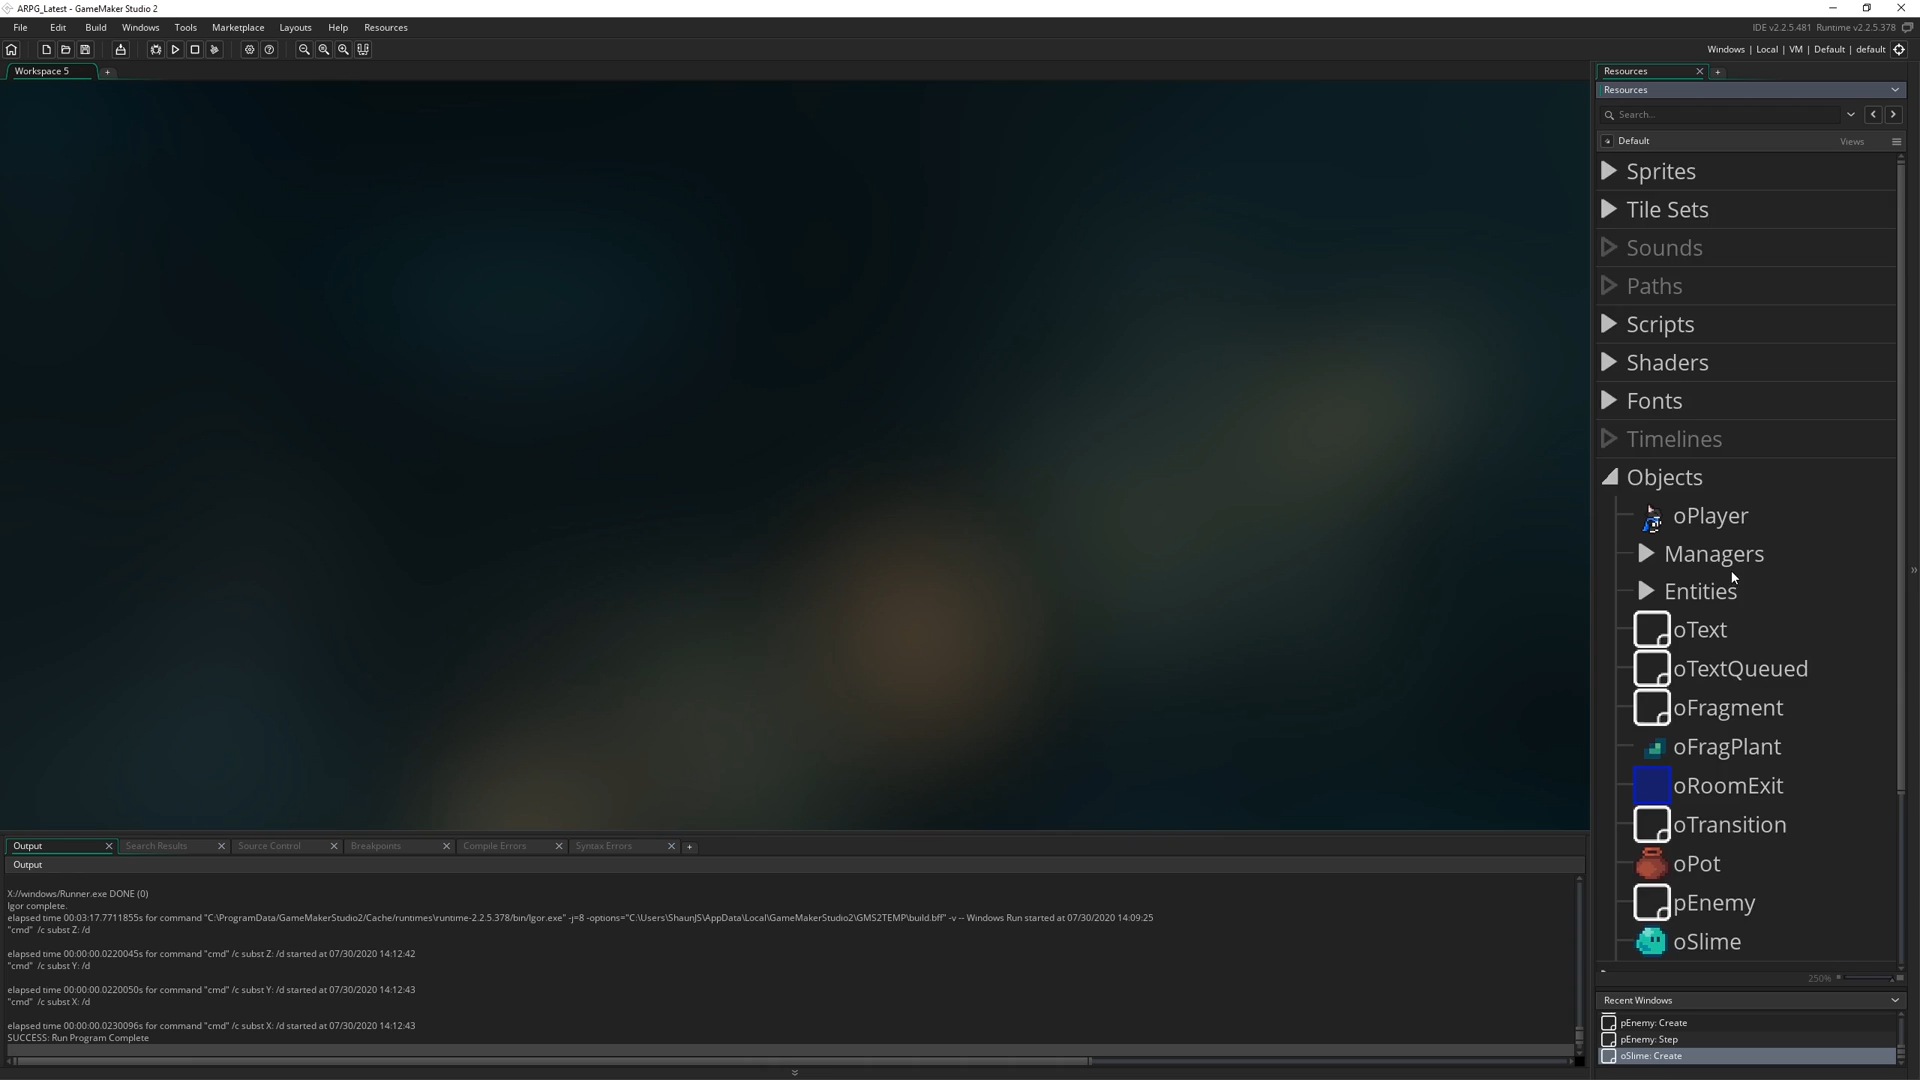 ARPG_Latest - GameMaker Studio 2
File Edit Build Windows Tools Marketplace Layouts Help Resources
IDE v2.2.5.481 Runtime v2.2.5.378
Windows | Local | VM | Default | default
Workspace 5
Resources
Resources
Search...
Default Views
Sprites
Tile Sets
Sounds
Paths
Scripts
Shaders
Fonts
Timelines
Objects
oPlayer
Managers
Entities
oText
oTextQueued
oFragment
oFragPlant
oRoomExit
oTransition
oPot
pEnemy
oSlime
250%
Recent Windows
pEnemy: Create
pEnemy: Step
oSlime: Create
Output Search Results Source Control Breakpoints Compile Errors Syntax Errors
Output
X://windows/Runner.exe DONE (0)
Igor complete.
elapsed time 00:03:17.7711855s for command "C:\ProgramData/GameMakerStudio2/Cache/runtimes\runtime-2.2.5.378/bin/Igor.exe" -j=8 -options="C:\Users\ShaunJS\AppData\Local\GameMakerStudio2\GMS2TEMP\build.bff" -v -- Windows Run started at 07/30/2020 14:09:25
"cmd" /c subst Z: /d
elapsed time 00:00:00.0220045s for command "cmd" /c subst Z: /d started at 07/30/2020 14:12:42
"cmd" /c subst Y: /d
elapsed time 00:00:00.0220050s for command "cmd" /c subst Y: /d started at 07/30/2020 14:12:43
"cmd" /c subst X: /d
elapsed time 00:00:00.0230096s for command "cmd" /c subst X: /d started at 07/30/2020 14:12:43
SUCCESS: Run Program Complete